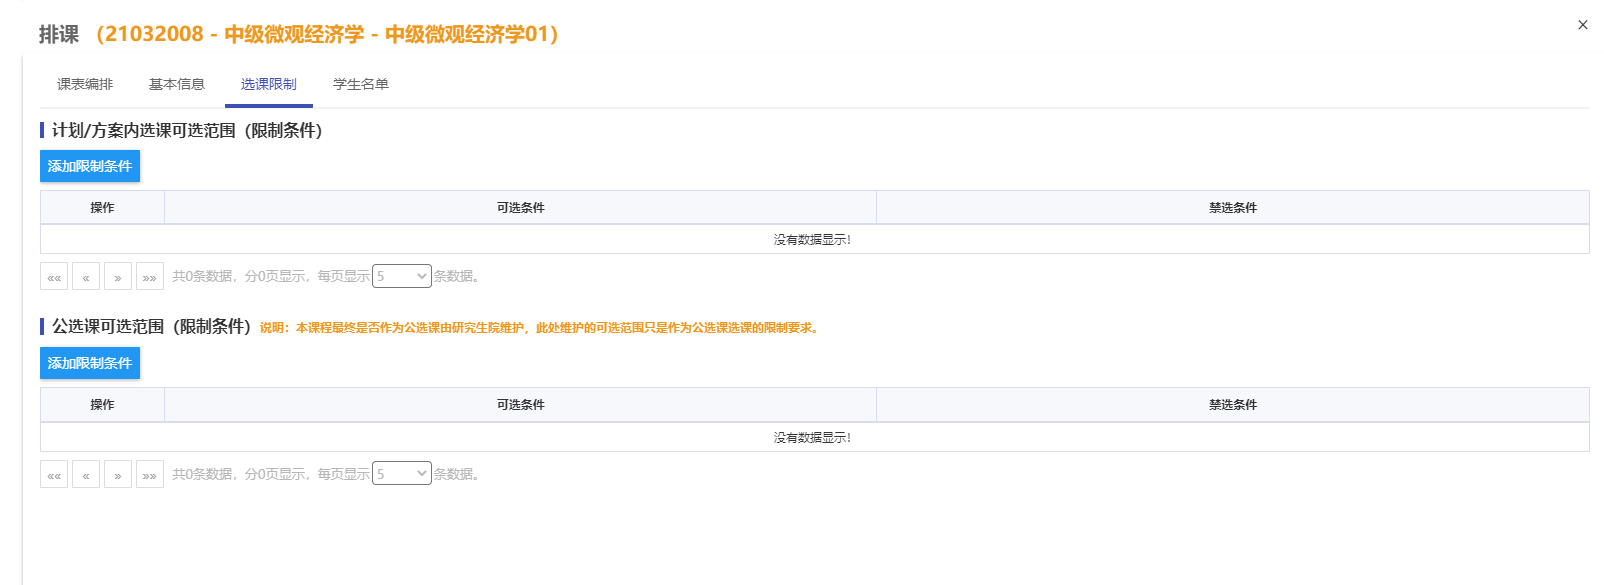 排课 （21032008 - 中级微观经济学 - 中级微观经济学01）
×
课表编排 基本信息 选课限制 学生名单
计划/方案内选课可选范围（限制条件）
添加限制条件
操作 可选条件 禁选条件
没有数据显示！
«« « » »» 共0条数据，分0页显示，每页显示 5 条数据。
公选课可选范围（限制条件） 说明：本课程最终是否作为公选课由研究生院维护，此处维护的可选范围只是作为公选课选课的限制要求。
添加限制条件
操作 可选条件 禁选条件
没有数据显示！
«« « » »» 共0条数据，分0页显示，每页显示 5 条数据。